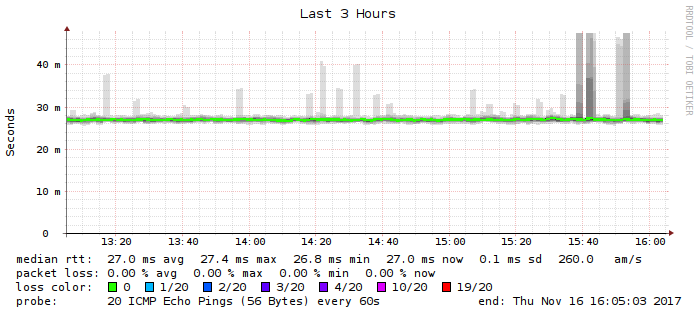 Last 3 Hours
RRDTOOL / TOBI OETIKER
Seconds
40 m
30 m
20 m
10 m
0
13:20 13:40 14:00 14:20 14:40 15:00 15:20 15:40 16:00
median rtt: 27.0 ms avg 27.4 ms max 26.8 ms min 27.0 ms now 0.1 ms sd 260.0 am/s
packet loss: 0.00 % avg 0.00 % max 0.00 % min 0.00 % now
loss color: 0 1/20 2/20 3/20 4/20 10/20 19/20
probe: 20 ICMP Echo Pings (56 Bytes) every 60s end: Thu Nov 16 16:05:03 2017